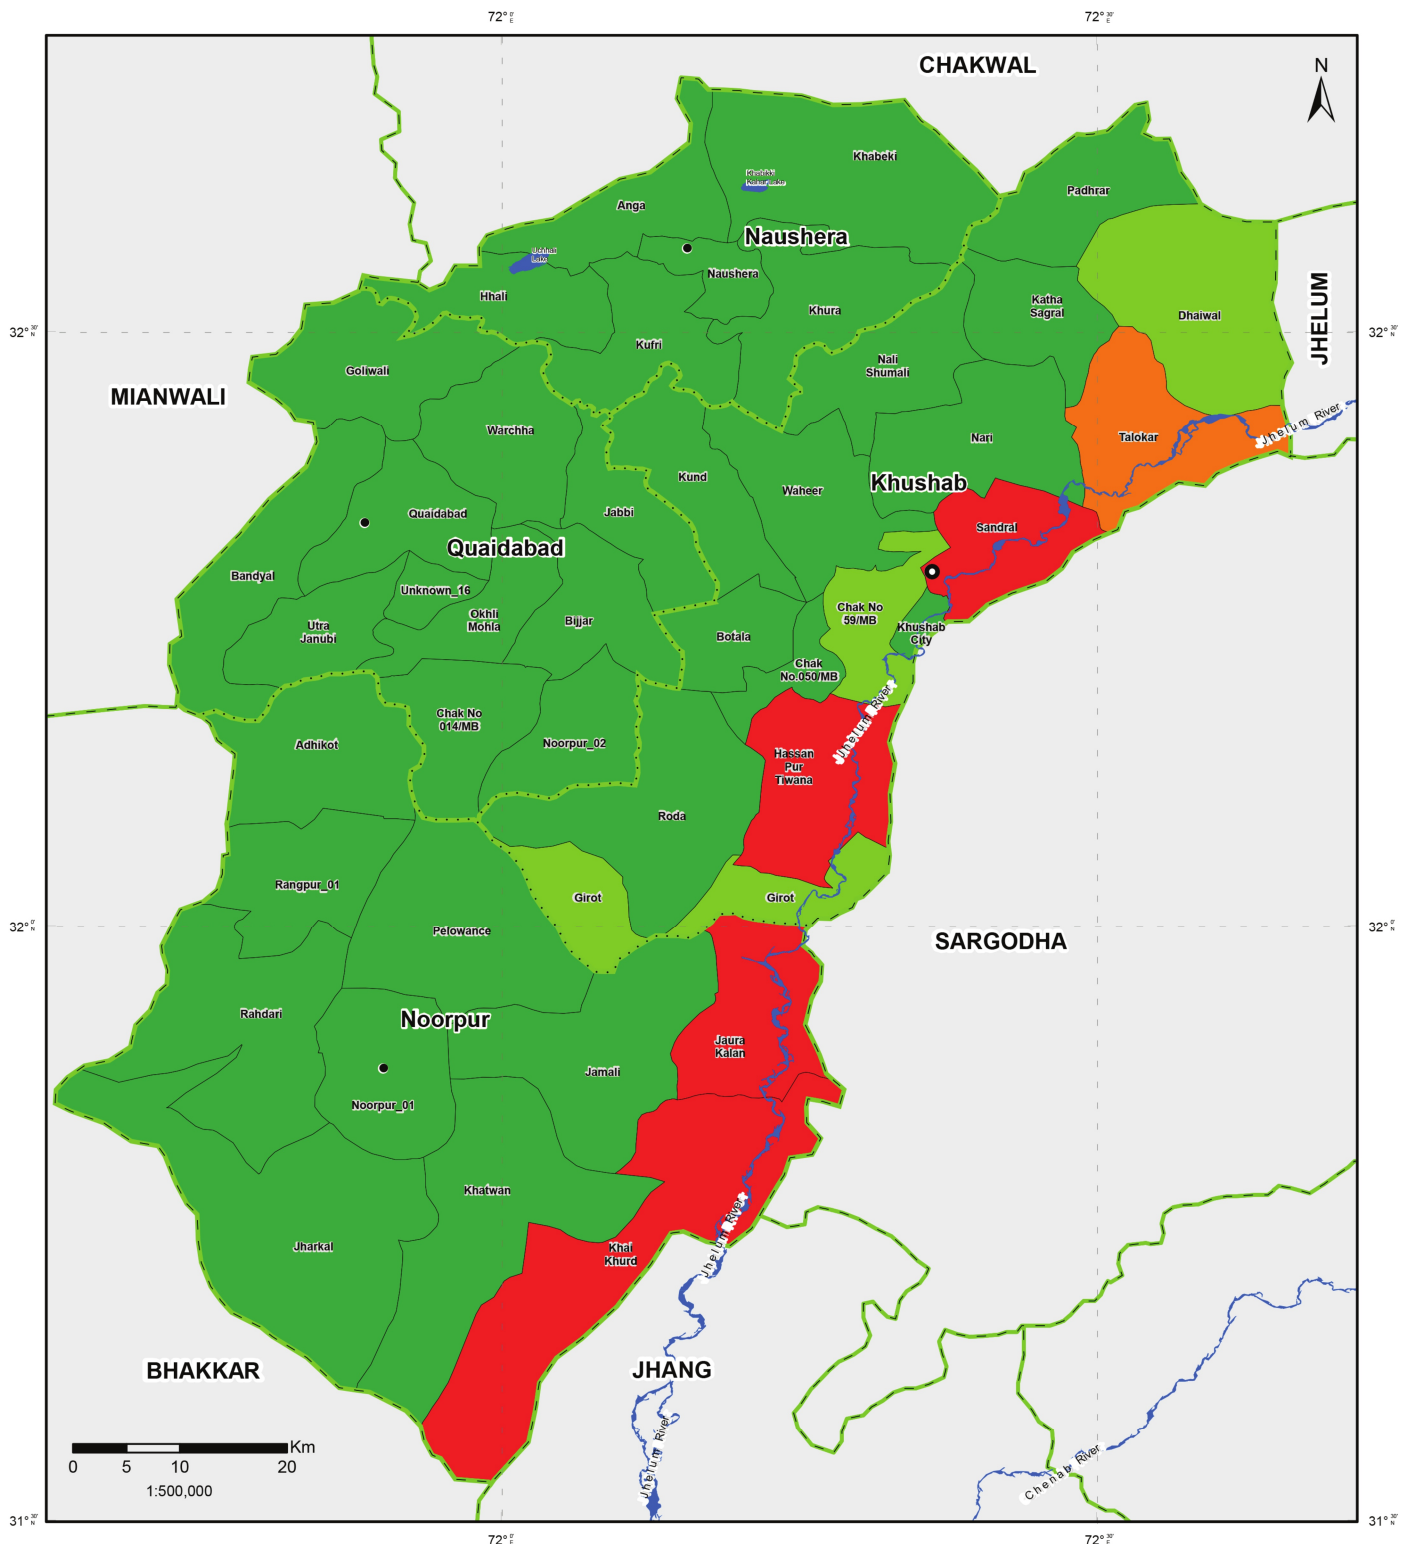 72° 0' E
72° 30' E
CHAKWAL
N
Khabeki
Padhrar
Khabikki
Anga
Naushera
Uchhali
Lake
Naushera
Hhali
Katha
Sagral
Khura
Dhaiwal
JHELUM
32° 30' N
32° 30' N
Kufri
Nali
Shumali
Goliwali
MIANWALI
Jhelum River
Warchha
Nari
Talokar
Kund
Khushab
Waheer
Quaidabad
Jabbi
Sandral
Quaidabad
Bandyal
Unknown_16
Okhli
Mohla
Bijjar
Chak No
59/MB
Utra
Janubi
Botala
Khushab
City
Chak
No.050/MB
Jhelum River
Chak No
014/MB
Adhikot
Noorpur_02
Hassan
Pur
Tiwana
Roda
Rangpur_01
Girot
Girot
32° 0' N
32° 0' N
Pelowance
SARGODHA
Rahdari
Noorpur
Jaura
Kalan
Jamali
Noorpur_01
Khatwan
Jhelum River
Jharkal
Khai
Khurd
BHAKKAR
JHANG
Jhelum River
Chenab River
Km
0 5 10 20
1:500,000
31° 30' N
31° 30' N
72° 0' E
72° 30' E